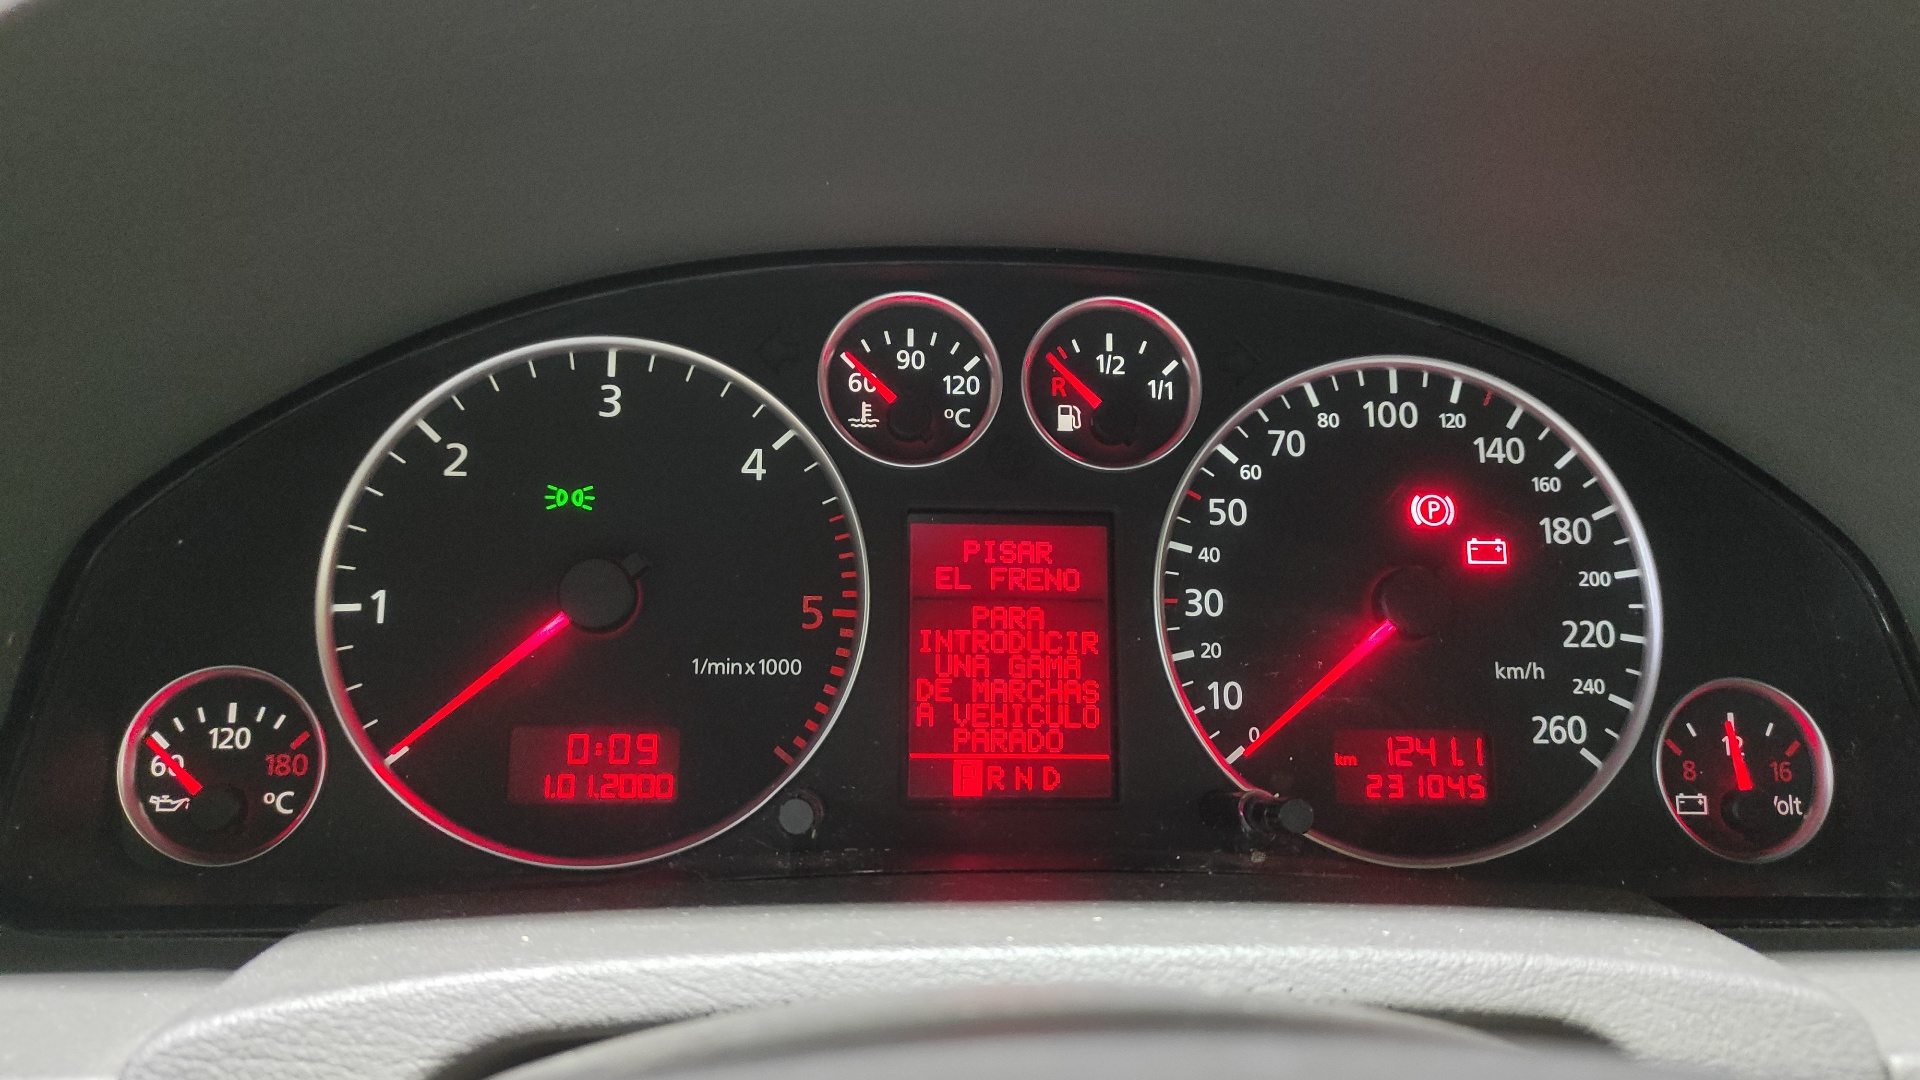 90
60
120
°C
1/2
R
1/1
3
2
4
1
5
1/min x 1000
0:09
1.01.2000
120
60
180
°C
PISAR
EL FRENO
PARA
INTRODUCIR
UNA GAMA
DE MARCHAS
A VEHICULO
PARADO
P R N D
100
80
120
70
140
60
160
50
180
40
200
30
220
20
km/h
240
10
260
0
km 1241.1
231045
12
8
16
Volt